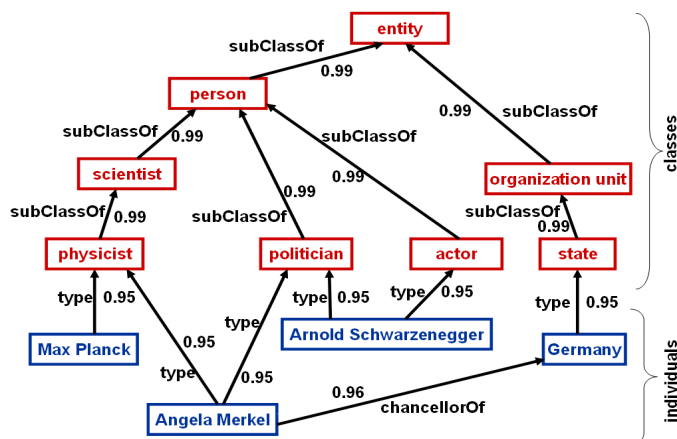 entity
subClassOf
0.99
person
subClassOf
0.99
subClassOf
0.99
subClassOf
0.99
scientist
0.99
organization unit
subClassOf
0.99
subClassOf
subClassOf
0.99
physicist
politician
actor
state
type
0.95
type
0.95
type
0.95
type
0.95
type
Max Planck
Arnold Schwarzenegger
Germany
0.95
type
0.95
0.96
chancellorOf
Angela Merkel
classes
individuals